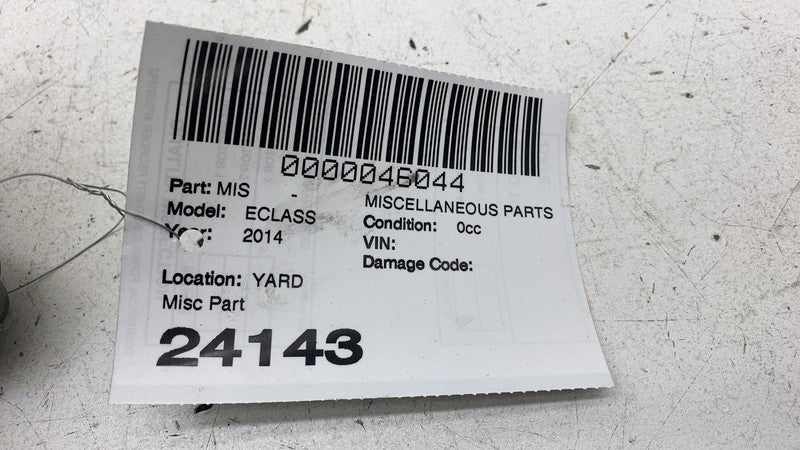 0000046044
Part: MIS - MISCELLANEOUS PARTS
Model: ECLASS Condition: 0cc
Year: 2014 VIN:
Damage Code:
Location: YARD
Misc Part
24143